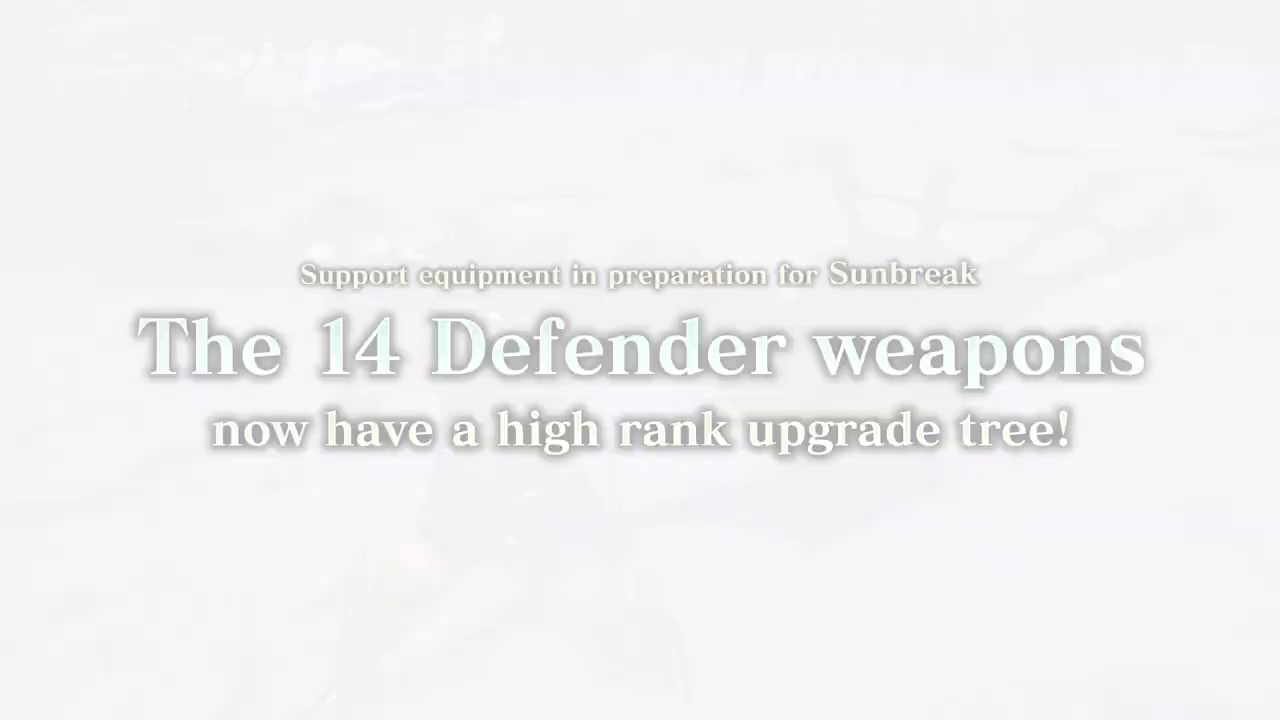 Support equipment in preparation for Sunbreak
The 14 Defender weapons
now have a high rank upgrade tree!